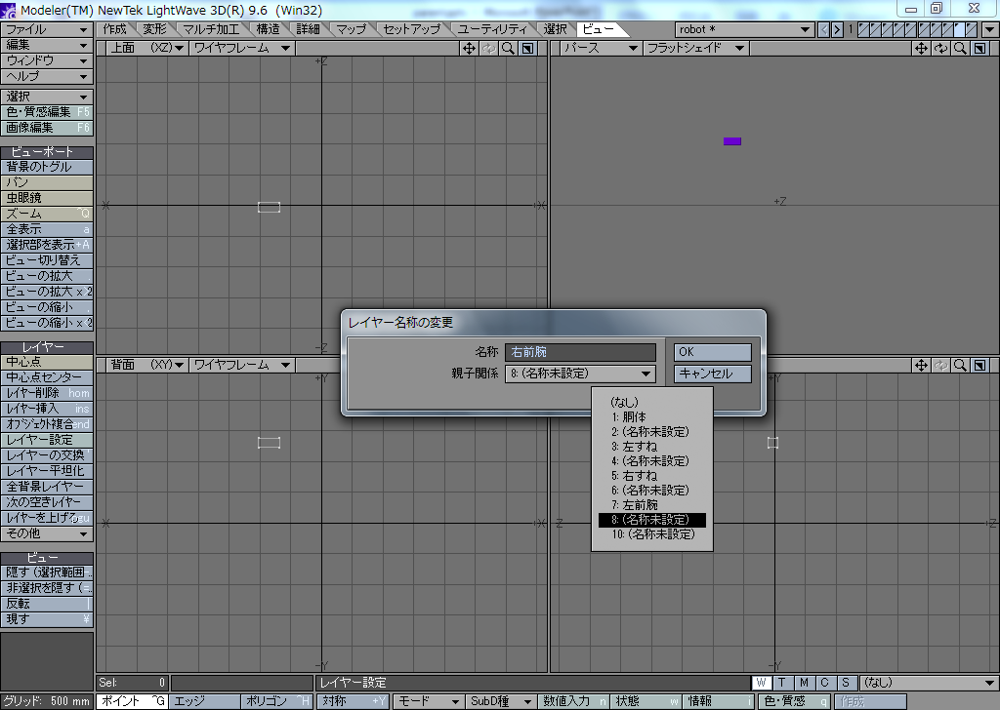 Modeler(TM) NewTek LightWave 3D(R) 9.6 (Win32)
ファイル
編集
ウィンドウ
ヘルプ
作成 変形 マルチ加工 構造 詳細 マップ セットアップ ユーティリティ 選択 ビュー
robot * 1
上面 (XZ) ワイヤフレーム
パース フラットシェイド
選択
色・質感編集 F5
画像編集 F6
ビューポート
背景のトグル
パン
虫眼鏡
ズーム ^Q
全表示 a
選択部を表示 +A
ビュー切り替え
ビューの拡大 .
ビューの拡大 x 2
ビューの縮小 ,
ビューの縮小 x 2
レイヤー
中心点
中心点センター
レイヤー削除 hom
レイヤー挿入 ins
オブジェクト複合 end
レイヤー設定
レイヤーの交換 '
レイヤー平坦化
全背景レイヤー
次の空きレイヤー
レイヤーを上げる pgu
その他
ビュー
隠す (選択範囲 -
非選択を隠す (=
反転 |
現す ¥
+Z
-X
+X
-Z
+Z
背面 (XY) ワイヤフレーム
+Y
-X
+X
-Y
+Y
-Z
+Z
-Y
レイヤー名称の変更
名称 右前腕
親子関係 8: (名称未設定)
OK
キャンセル
(なし)
1: 胴体
2: (名称未設定)
3: 左すね
4: (名称未設定)
5: 右すね
6: (名称未設定)
7: 左前腕
8: (名称未設定)
10: (名称未設定)
Sel: 0
レイヤー設定
W T M C S (なし)
グリッド: 500 mm
ポイント ^G エッジ ポリゴン ^H 対称 +Y モード SubD種 数値入力 n 状態 w 情報 i 色・質感 q 作成